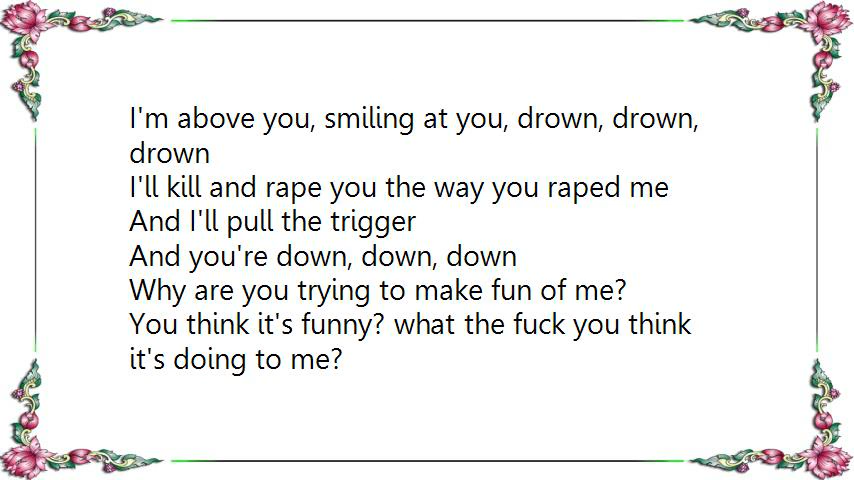 I'm above you, smiling at you, drown, drown,
drown
I'll kill and rape you the way you raped me
And I'll pull the trigger
And you're down, down, down
Why are you trying to make fun of me?
You think it's funny? what the fuck you think
it's doing to me?